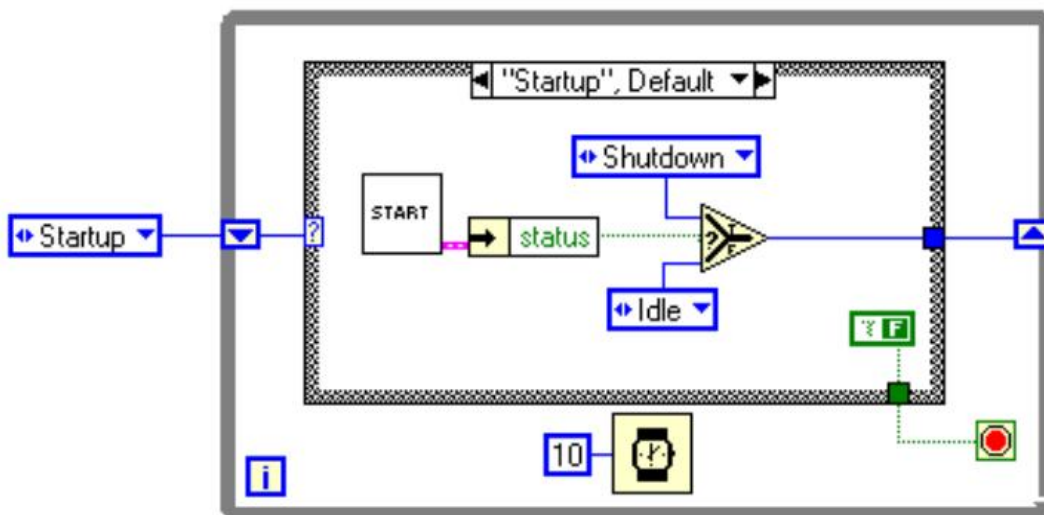 "Startup", Default
Shutdown
START
Startup
?
status
?
T
F
Idle
F
10
i